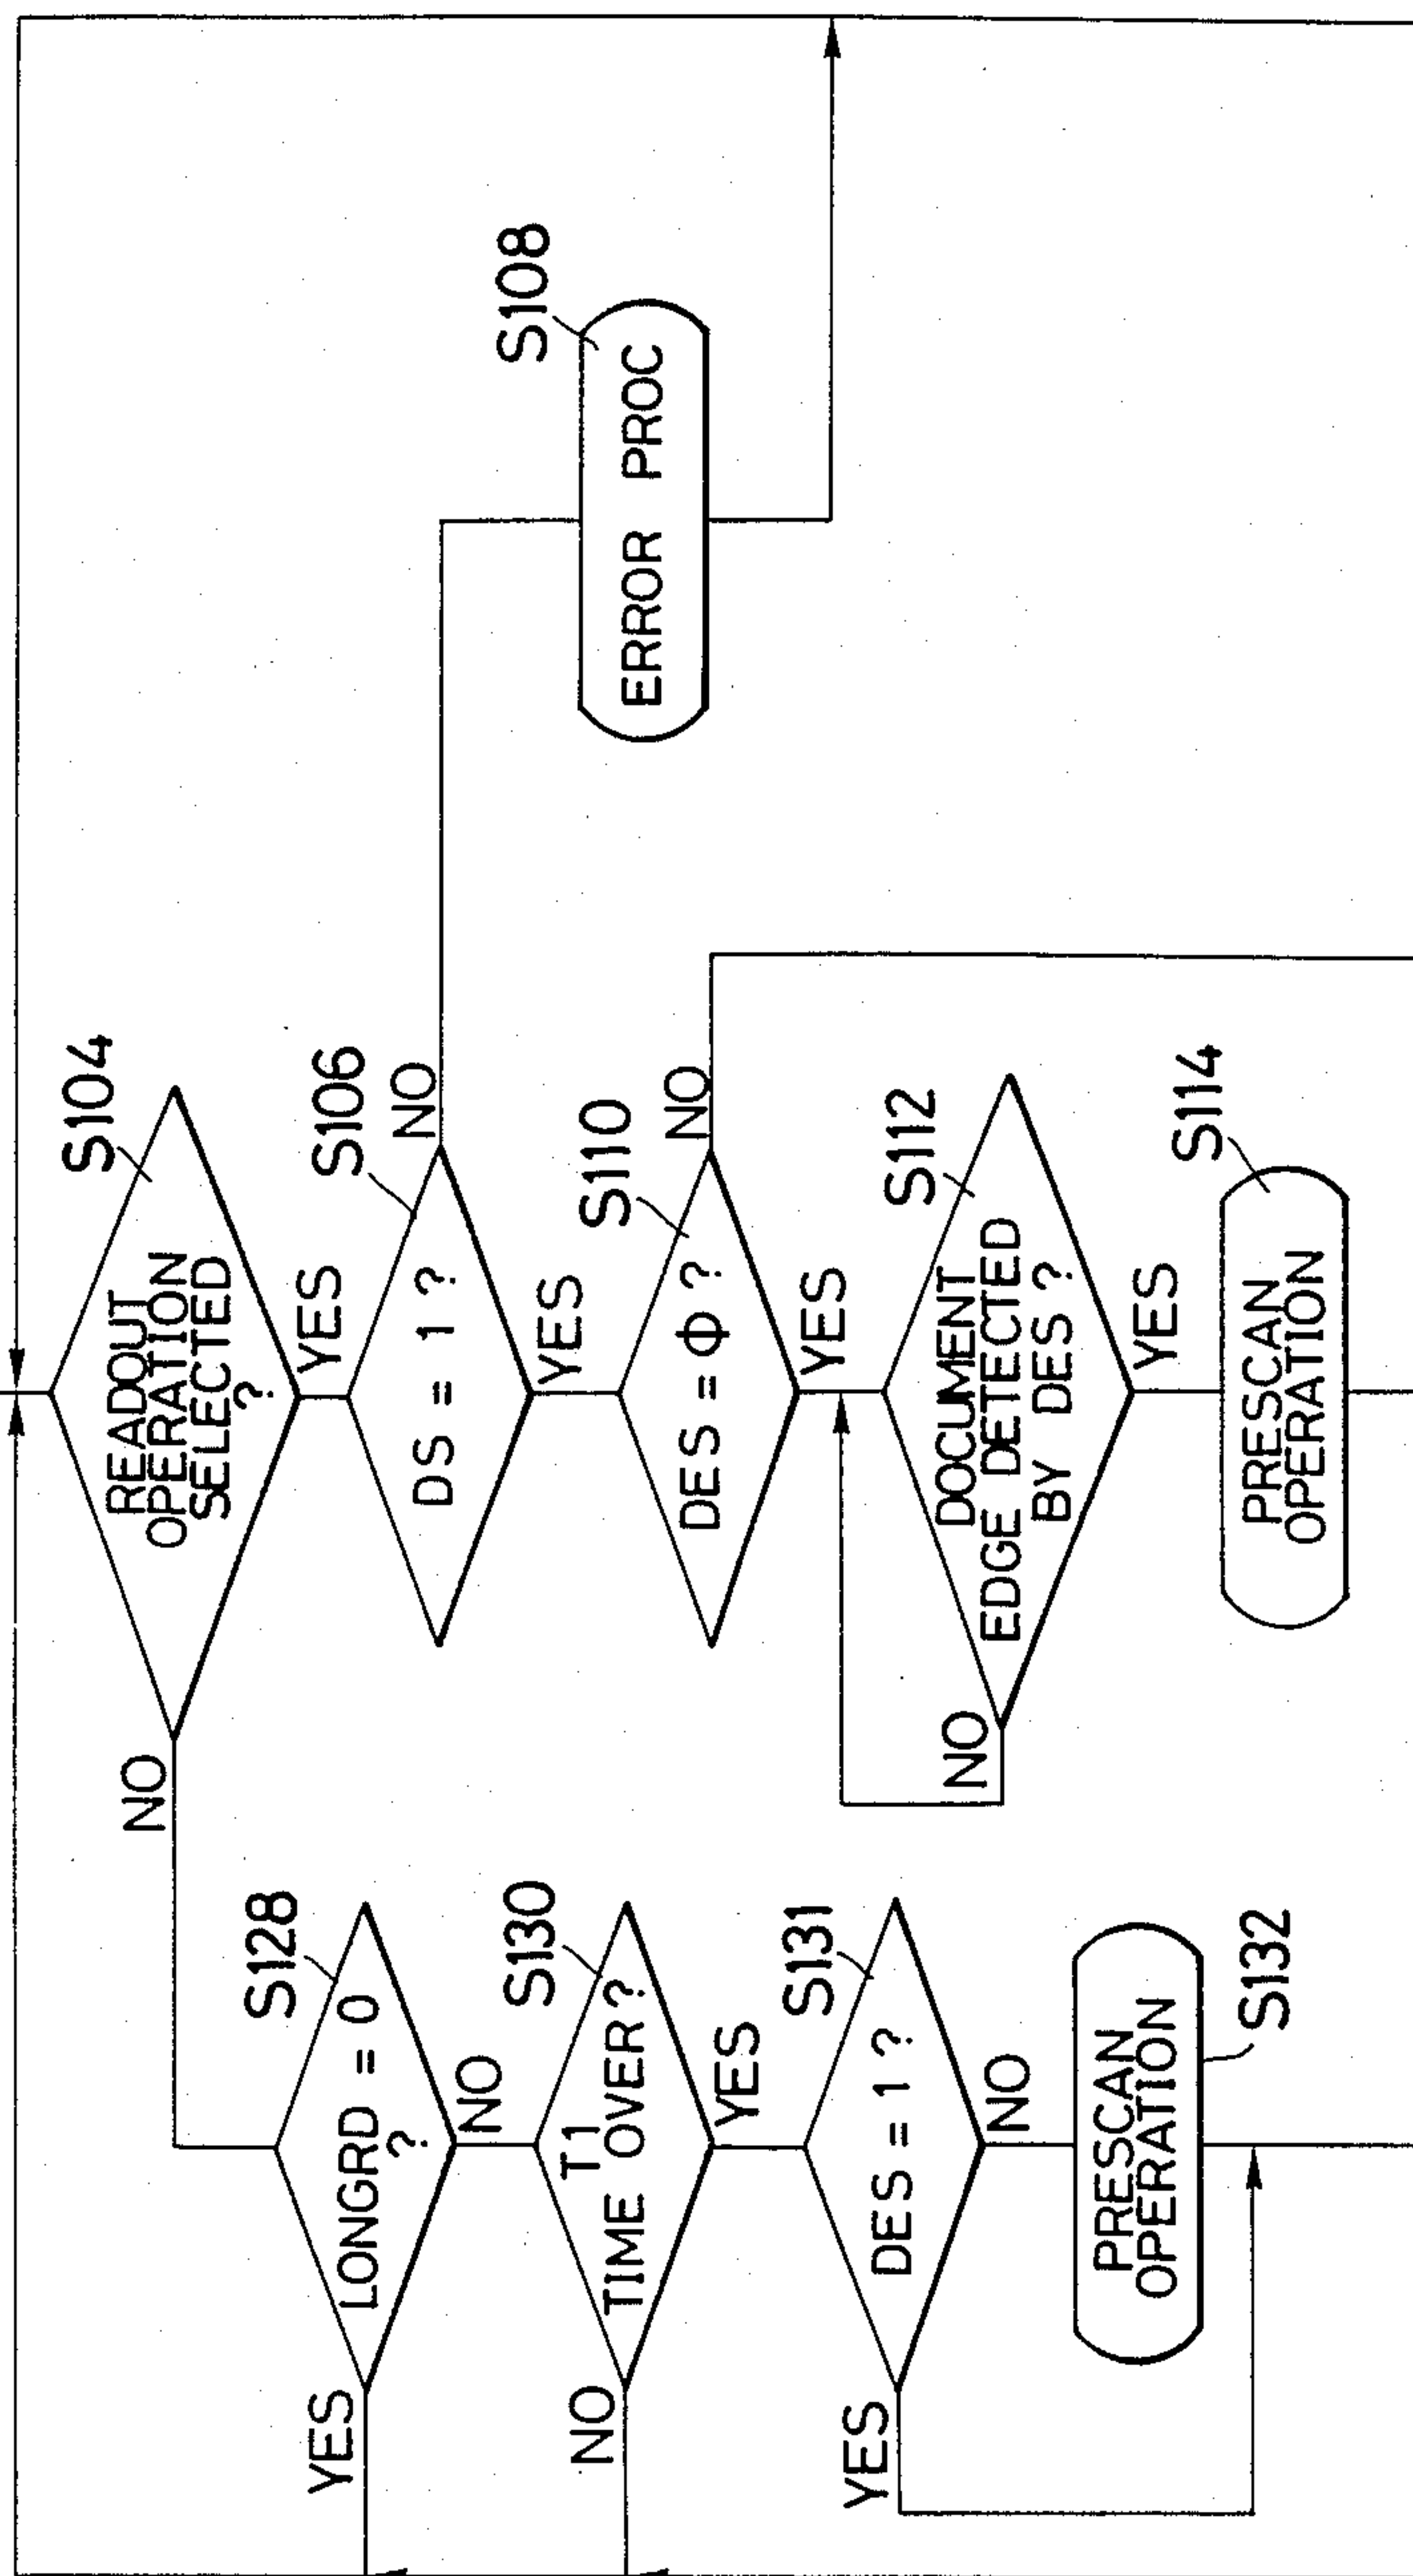 S104
READOUT
OPERATION
SELECTED
?
NO
YES
S106
DS = 1 ?
NO
YES
S108
ERROR PROC
S110
DES = Φ ?
NO
YES
S112
DOCUMENT
EDGE DETECTED
BY DES ?
NO
YES
S114
PRESCAN
OPERATION
S128
LONGRD = 0
?
YES
NO
S130
T1
TIME OVER ?
NO
YES
S131
DES = 1 ?
YES
NO
PRESCAN
OPERATION
S132